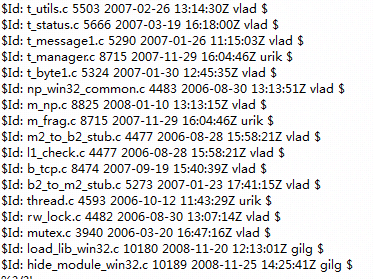 $Id: t_utils.c 5503 2007-02-26 13:14:30Z vlad $
$Id: t_status.c 5666 2007-03-19 16:18:00Z vlad $
$Id: t_message1.c 5290 2007-01-26 11:15:03Z vlad $
$Id: t_manager.c 8715 2007-11-29 16:04:46Z urik $
$Id: t_byte1.c 5324 2007-01-30 12:45:35Z vlad $
$Id: np_win32_common.c 4483 2006-08-30 13:13:51Z vlad $
$Id: m_np.c 8825 2008-01-10 13:13:15Z vlad $
$Id: m_frag.c 8715 2007-11-29 16:04:46Z urik $
$Id: m2_to_b2_stub.c 4477 2006-08-28 15:58:21Z vlad $
$Id: l1_check.c 4477 2006-08-28 15:58:21Z vlad $
$Id: b_tcp.c 8474 2007-09-19 15:40:39Z vlad $
$Id: b2_to_m2_stub.c 5273 2007-01-23 17:41:15Z vlad $
$Id: thread.c 4593 2006-10-12 11:43:29Z urik $
$Id: rw_lock.c 4482 2006-08-30 13:07:14Z vlad $
$Id: mutex.c 3940 2006-03-20 16:47:16Z vlad $
$Id: load_lib_win32.c 10180 2008-11-20 12:13:01Z gilg $
$Id: hide_module_win32.c 10189 2008-11-25 14:25:41Z gilg $